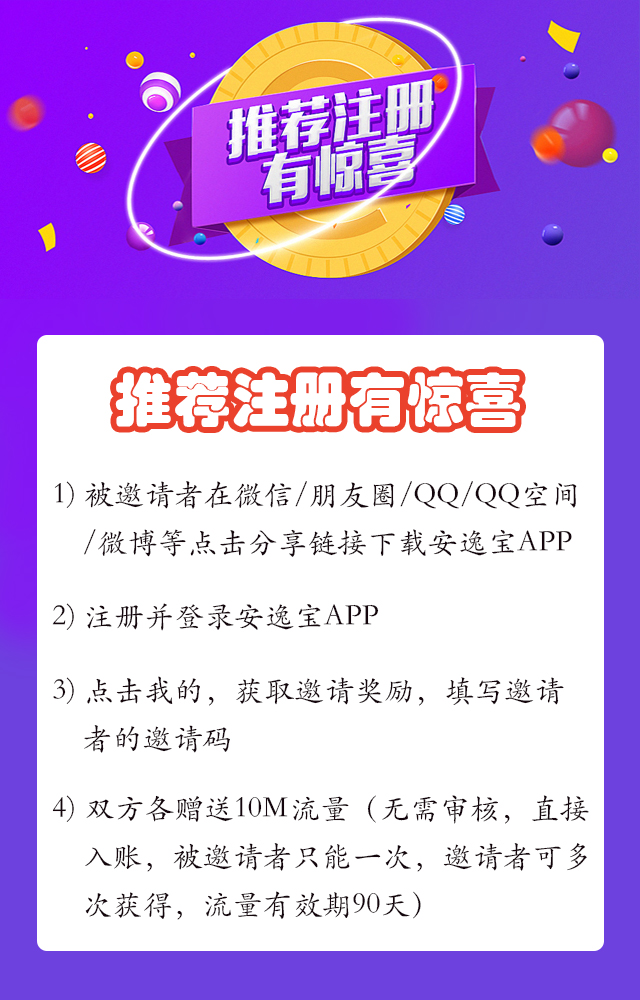 推荐注册
有惊喜
推荐注册有惊喜
1) 被邀请者在微信/朋友圈/QQ/QQ空间
/微博等点击分享链接下载安逸宝APP
2) 注册并登录安逸宝APP
3) 点击我的，获取邀请奖励，填写邀请
者的邀请码
4) 双方各赠送10M流量（无需审核，直接
入账，被邀请者只能一次，邀请者可多
次获得，流量有效期90天）